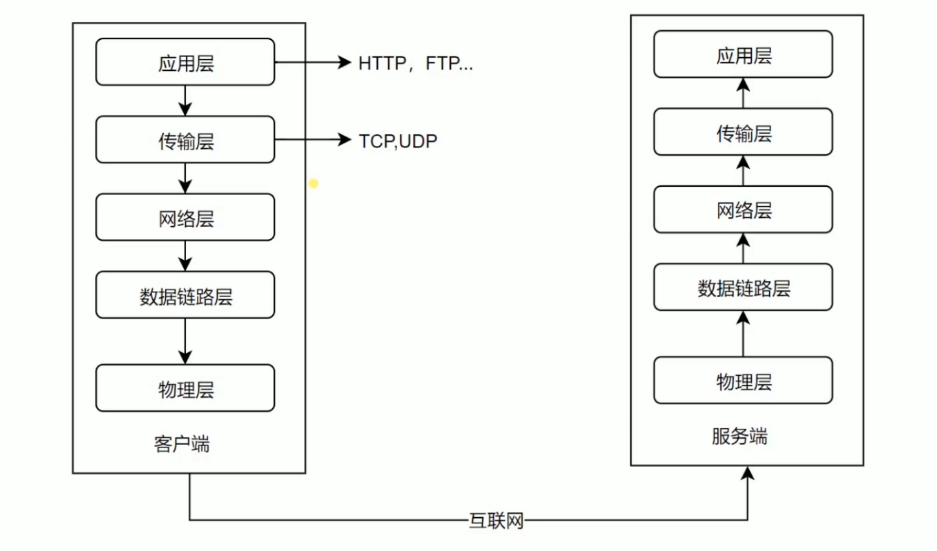 应用层
HTTP，FTP...
传输层
TCP,UDP
网络层
数据链路层
物理层
客户端
应用层
传输层
网络层
数据链路层
物理层
服务端
互联网